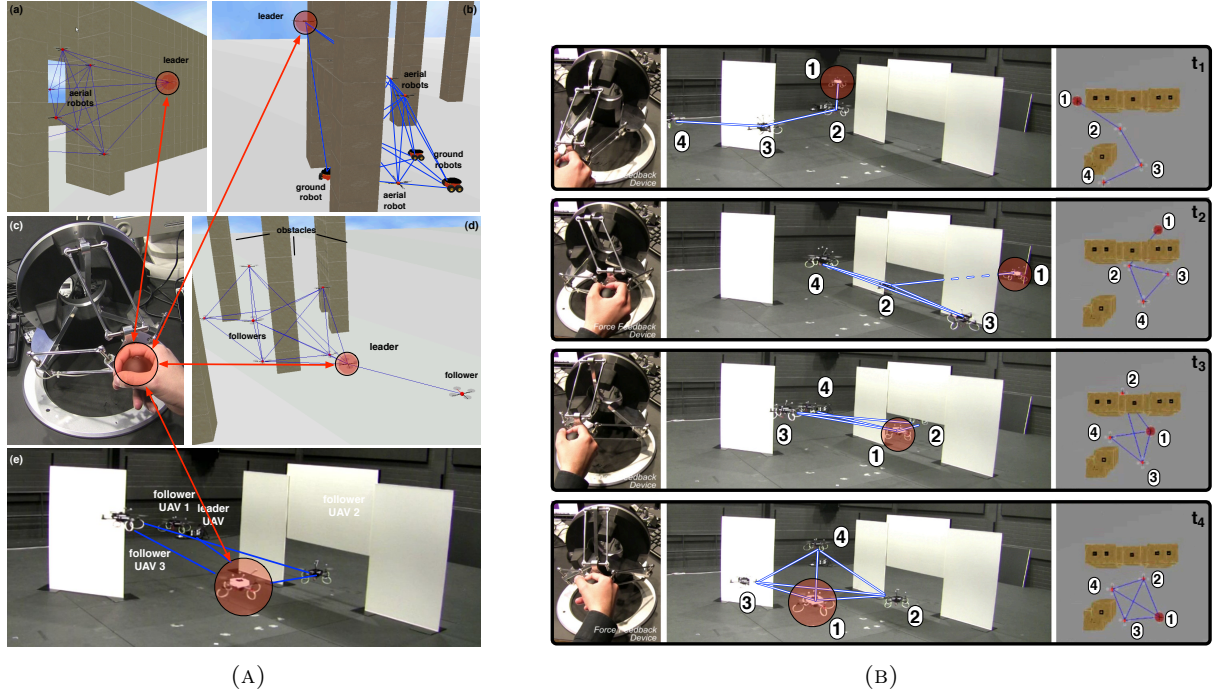 (a)
leader
aerial
robots
leader
(b)
aerial
robots
ground
robots
ground
robot
aerial
robot
(c)
(d)
obstacles
followers
leader
follower
(e)
follower
UAV 1
leader
UAV
follower
UAV 2
follower
UAV 3
(A)
1
4
3
2
Force Feedback
Device
t1
1
2
3
4
4
2
3
1
Force Feedback
Device
t2
1
2
3
4
4
3
1
2
t3
2
4
1
3
4
3
1
2
Force Feedback
Device
t4
4
2
3
1
(B)